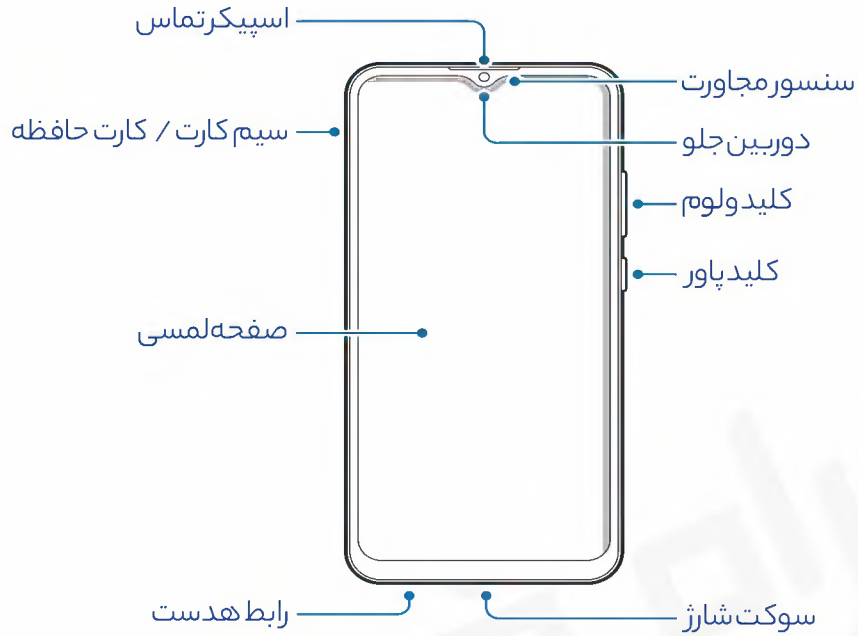 اسپیکر تماس
سنسور مجاورت
سیم کارت / کارت حافظه
دوربین جلو
کلید ولوم
کلید پاور
صفحه لمسی
رابط هدست
سوکت شارژ